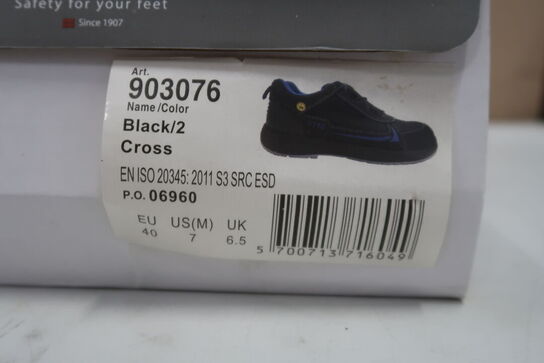 Safety for your feet
Since 1907
Art.
903076
Name/Color
Black/2
Cross
EN ISO 20345: 2011 S3 SRC ESD
P.O. 06960
EU US(M) UK
40 7 6.5
5 700713 716049